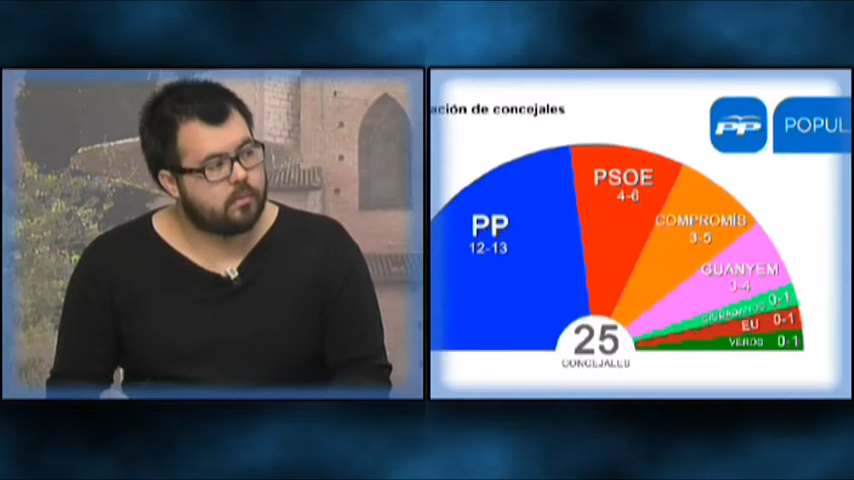 ación de concejales
PP
POPUL
PSOE
4-6
PP
12-13
COMPROMÍS
3-5
GUANYEM
3-4
CIUDADANOS 0-1
EU 0-1
VERDS 0-1
25
CONCEJALES